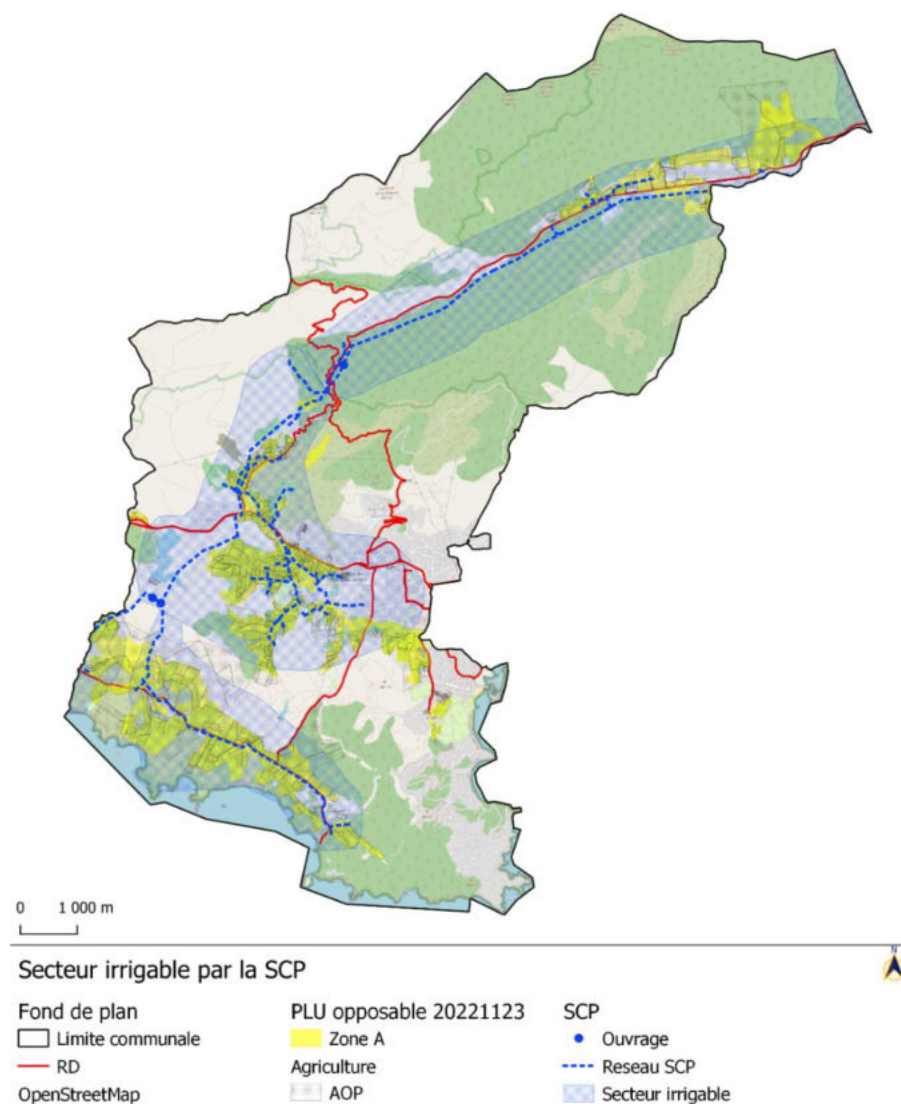 0 1 000 m
Secteur irrigable par la SCP
N
Fond de plan
Limite communale
RD
OpenStreetMap
PLU opposable 20221123
Zone A
Agriculture
AOP
SCP
Ouvrage
Reseau SCP
Secteur irrigable